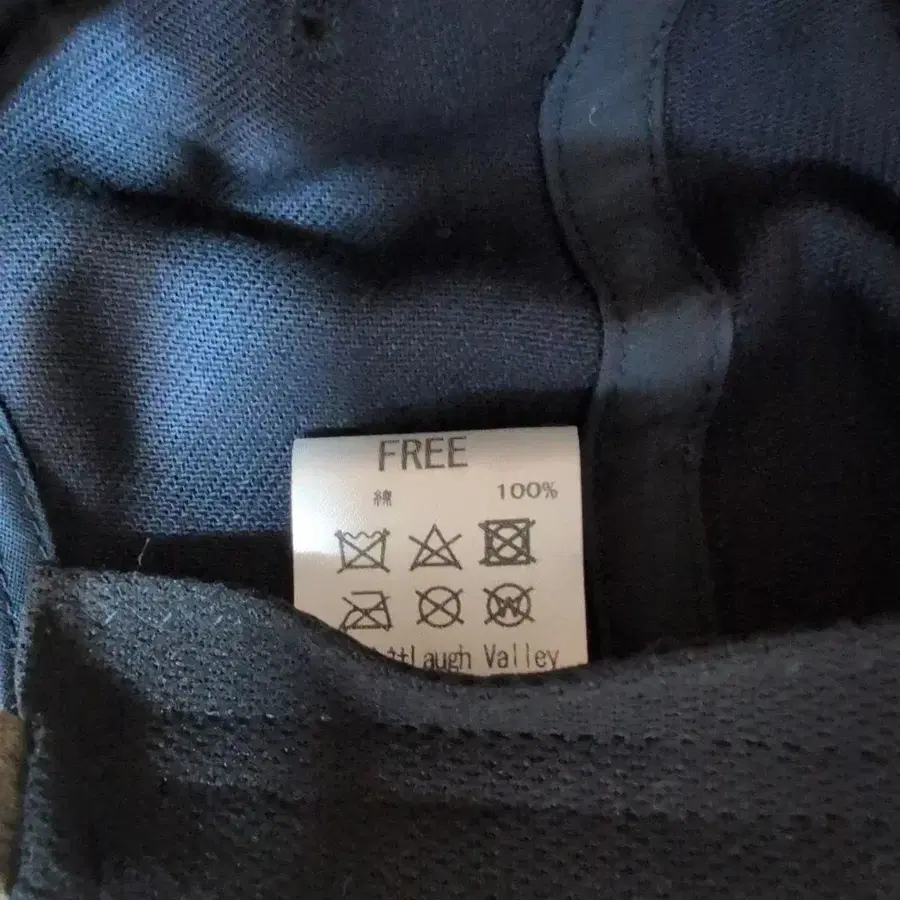 FREE
綿 100%
W
Laugh Valley